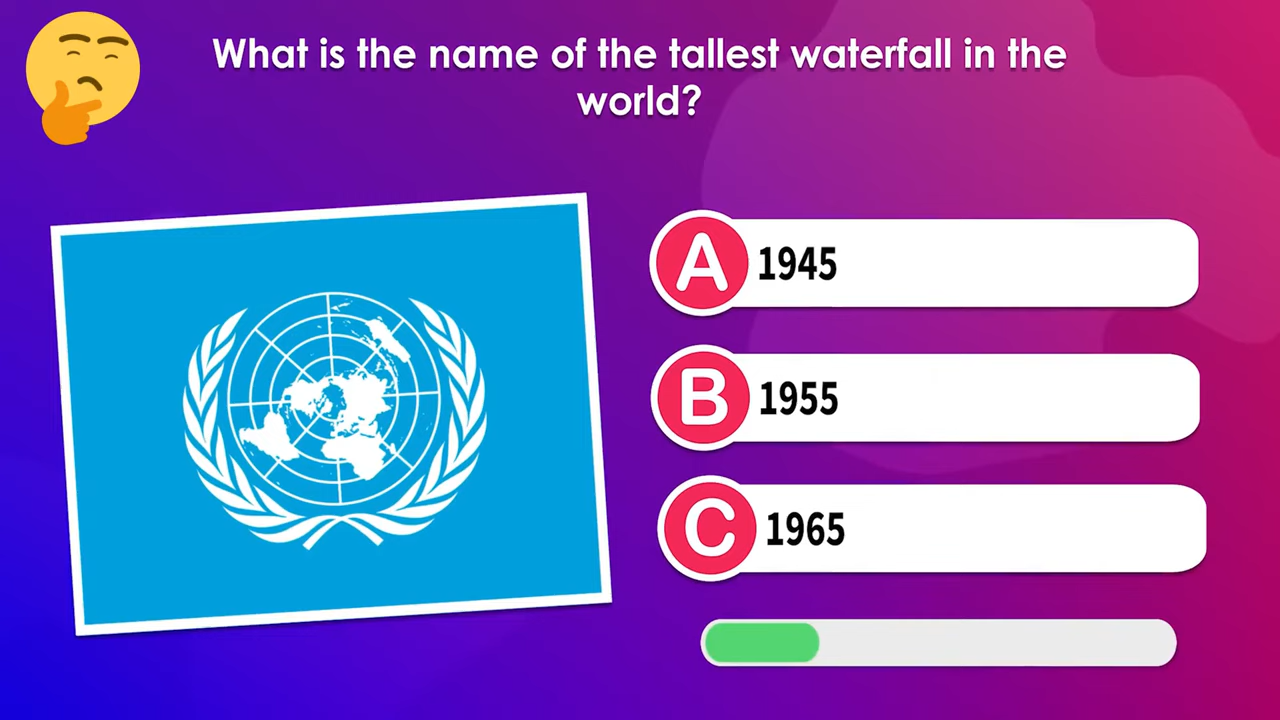 What is the name of the tallest waterfall in the
world?
A 1945
B 1955
C 1965